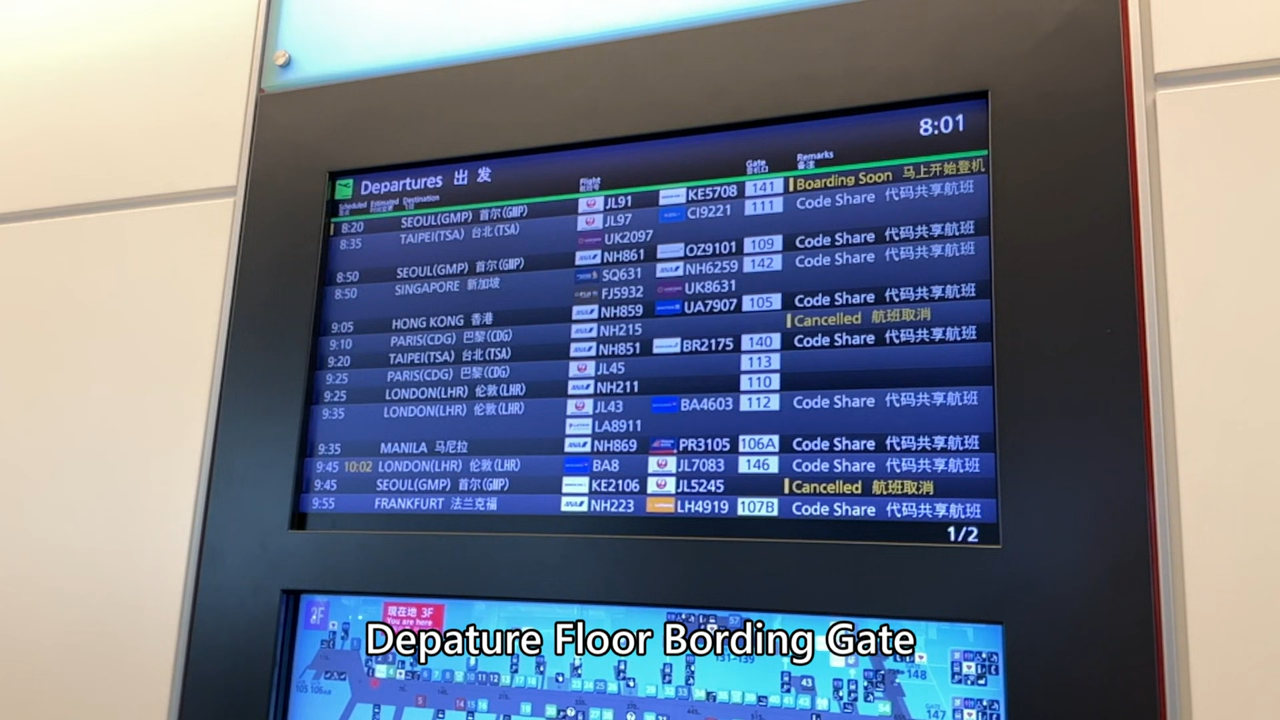 8:01
Departures 出发
Scheduled Estimated Destination Flight Gate 登机口 Remarks 备注
8:20 SEOUL(GMP) 首尔(GMP) JL91 KE5708 141 Boarding Soon 马上开始登机
8:35 TAIPEI(TSA) 台北(TSA) JL97 CI9221 111 Code Share 代码共享航班
UK2097
8:50 SEOUL(GMP) 首尔(GMP) NH861 OZ9101 109 Code Share 代码共享航班
8:50 SINGAPORE 新加坡 SQ631 NH6259 142 Code Share 代码共享航班
FJ5932 UK8631
9:05 HONG KONG 香港 NH859 UA7907 105 Code Share 代码共享航班
9:10 PARIS(CDG) 巴黎(CDG) NH215 Cancelled 航班取消
9:20 TAIPEI(TSA) 台北(TSA) NH851 BR2175 140 Code Share 代码共享航班
9:25 PARIS(CDG) 巴黎(CDG) JL45 113
9:25 LONDON(LHR) 伦敦(LHR) NH211 110
9:35 LONDON(LHR) 伦敦(LHR) JL43 BA4603 112 Code Share 代码共享航班
LA8911
9:35 MANILA 马尼拉 NH869 PR3105 106A Code Share 代码共享航班
9:45 10:02 LONDON(LHR) 伦敦(LHR) BA8 JL7083 146 Code Share 代码共享航班
9:45 SEOUL(GMP) 首尔(GMP) KE2106 JL5245 Cancelled 航班取消
9:55 FRANKFURT 法兰克福 NH223 LH4919 107B Code Share 代码共享航班
1/2
3F 現在地 3F
You are here
Depature Floor Bording Gate
131-139
148
GATE 147